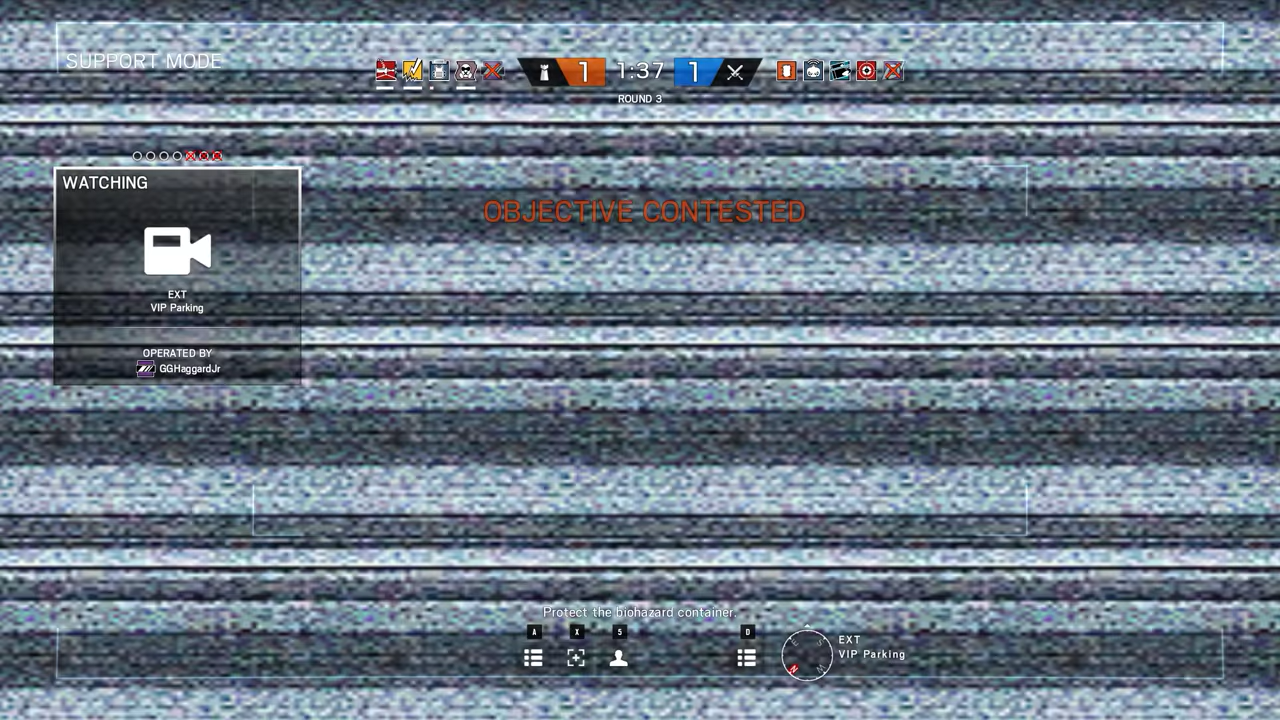 SUPPORT MODE
1 1:37 1
ROUND 3
WATCHING
EXT
VIP Parking
OPERATED BY
GGHaggardJr
OBJECTIVE CONTESTED
Protect the biohazard container.
A X 5 D
EXT
VIP Parking
N